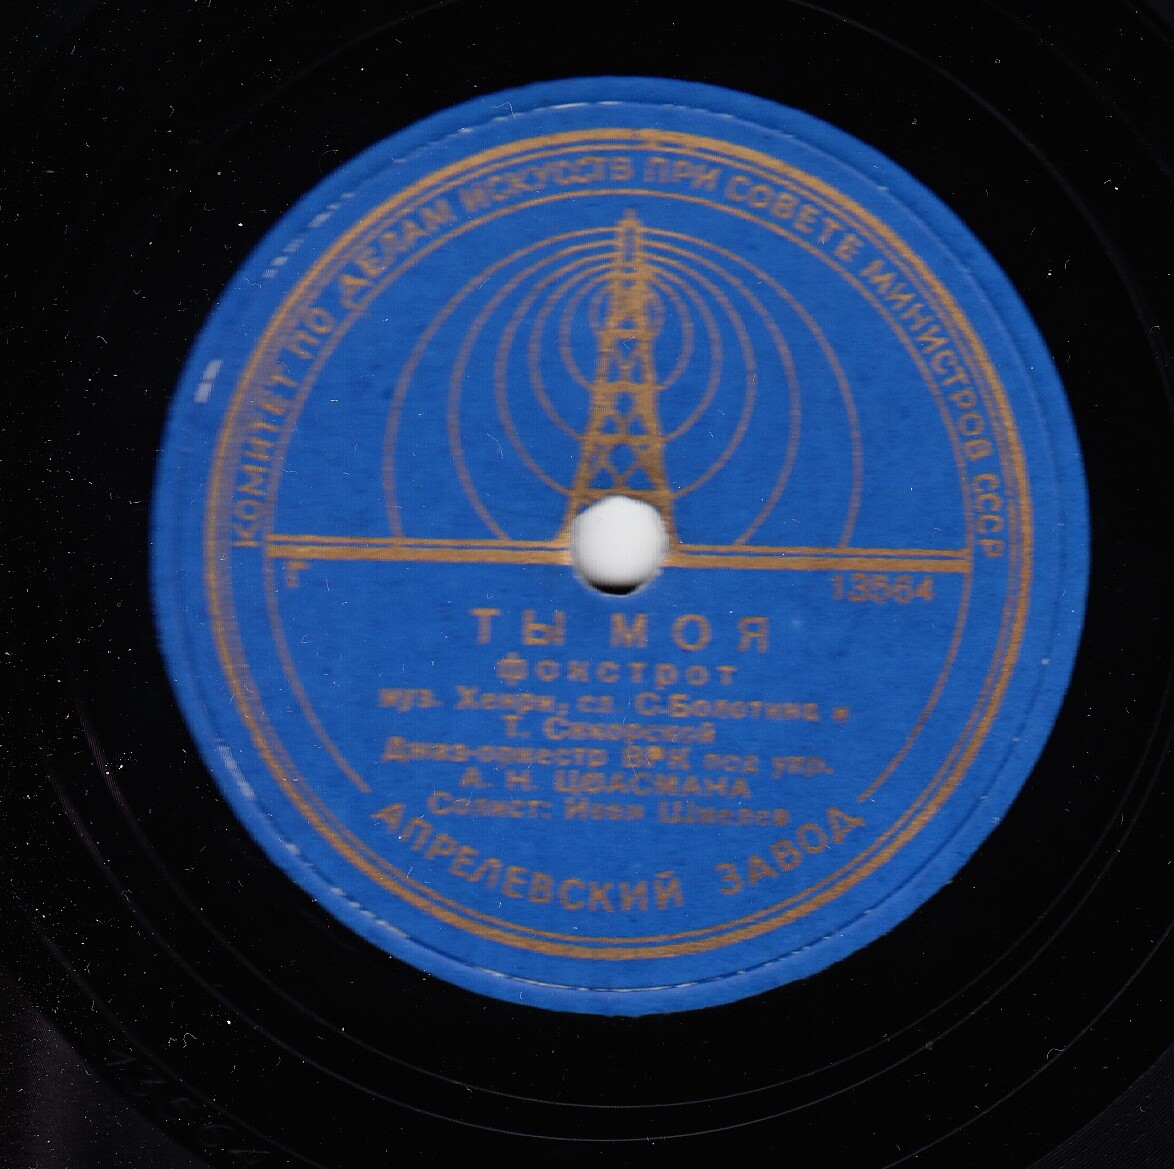 КОМИТЕТ ПО ДЕЛАМ ИСКУССТВ ПРИ СОВЕТЕ МИНИСТРОВ СССР
13564
ТЫ МОЯ
фокстрот
муз. Хенри, сл. С.Болотина и
Т. Сикорской
Джаз-оркестр ВРК под упр.
А. Н. ЦФАСМАНА
Солист: Иван Шмелев
АПРЕЛЕВСКИЙ ЗАВОД
13564